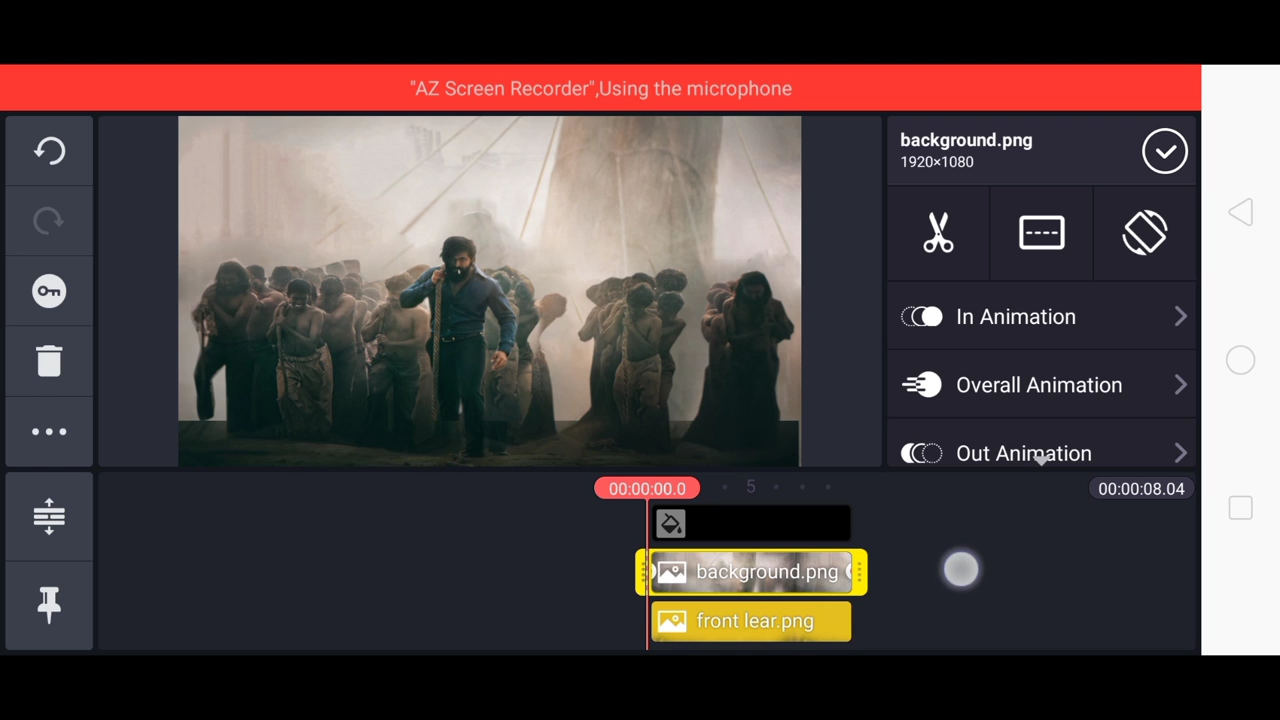 "AZ Screen Recorder",Using the microphone
background.png
1920×1080
In Animation
Overall Animation
Out Animation
00:00:00.0
5
00:00:08.04
background.png
front lear.png